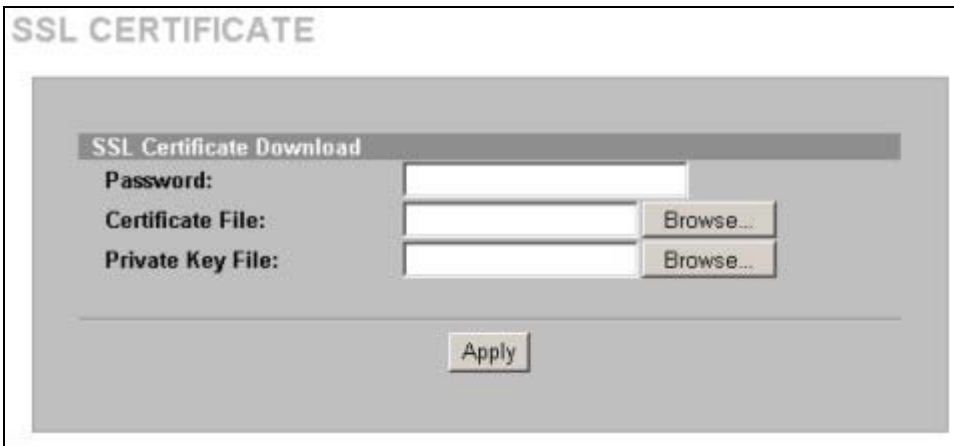 SSL CERTIFICATE
SSL Certificate Download
Password:
Certificate File: Browse...
Private Key File: Browse...
Apply